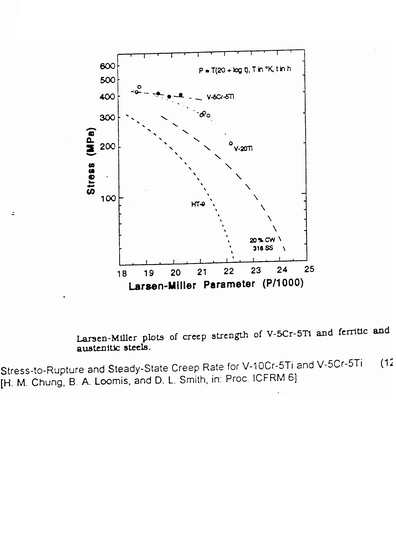 P = T(20 + log t), T in °K, t in h
600
500
400
300
200
100
Stress (MPa)
V-5Cr-5Ti
V-20Ti
HT-9
20% CW
316 SS
18 19 20 21 22 23 24 25
Larsen-Miller Parameter (P/1000)
Larsen-Miller plots of creep strength of V-5Cr-5Ti and ferritic and
austenitic steels.
Stress-to-Rupture and Steady-State Creep Rate for V-10Cr-5Ti and V-5Cr-5Ti (12
[H. M. Chung, B. A. Loomis, and D. L. Smith, in: Proc. ICFRM 6]